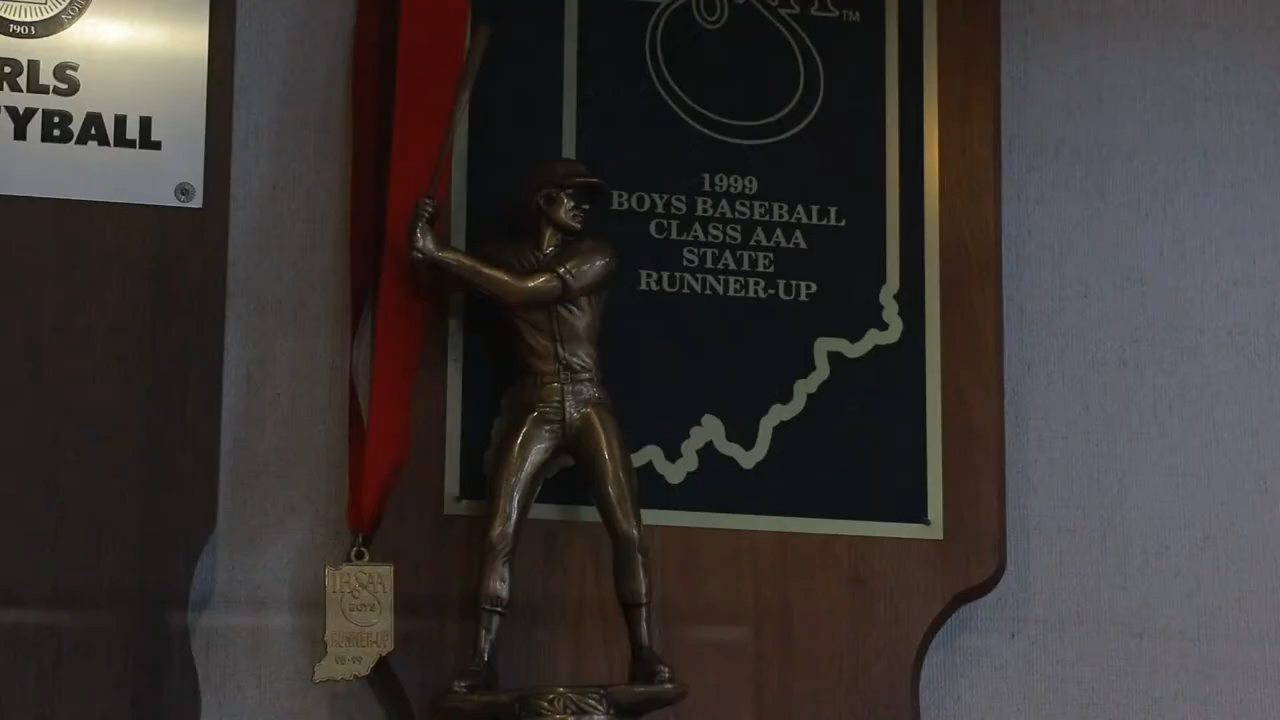 1903
RLS
YBALL
TM
1999
BOYS BASEBALL
CLASS AAA
STATE
RUNNER-UP
IHSAA
BOYS
RUNNER-UP
98-99